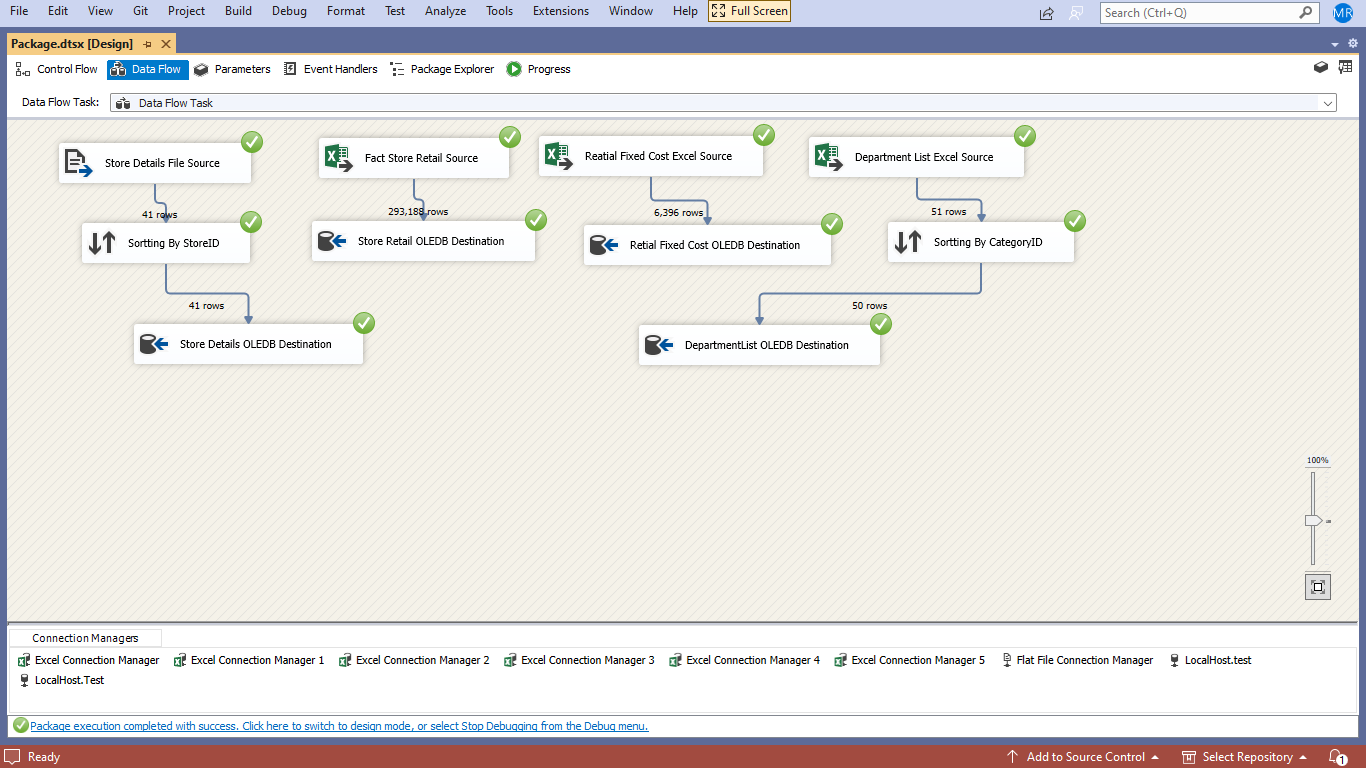 File Edit View Git Project Build Debug Format Test Analyze Tools Extensions Window Help Full Screen Search (Ctrl+Q) MR
Package.dtsx [Design]
Control Flow Data Flow Parameters Event Handlers Package Explorer Progress
Data Flow Task: Data Flow Task
Store Details File Source Fact Store Retail Source Reatial Fixed Cost Excel Source Department List Excel Source
41 rows 293,188 rows 6,396 rows 51 rows
Sortting By StoreID Store Retail OLEDB Destination Retial Fixed Cost OLEDB Destination Sortting By CategoryID
41 rows 50 rows
Store Details OLEDB Destination DepartmentList OLEDB Destination
100%
Connection Managers
Excel Connection Manager Excel Connection Manager 1 Excel Connection Manager 2 Excel Connection Manager 3 Excel Connection Manager 4 Excel Connection Manager 5 Flat File Connection Manager LocalHost.test
LocalHost.Test
Package execution completed with success. Click here to switch to design mode, or select Stop Debugging from the Debug menu.
Ready Add to Source Control Select Repository 1